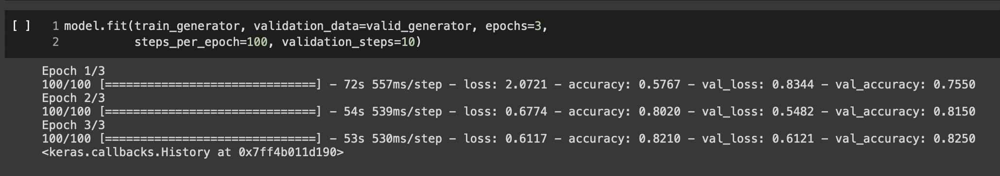 [ ] 1 model.fit(train_generator, validation_data=valid_generator, epochs=3,
2 steps_per_epoch=100, validation_steps=10)
Epoch 1/3
100/100 [==============================] - 72s 557ms/step - loss: 2.0721 - accuracy: 0.5767 - val_loss: 0.8344 - val_accuracy: 0.7550
Epoch 2/3
100/100 [==============================] - 54s 539ms/step - loss: 0.6774 - accuracy: 0.8020 - val_loss: 0.5482 - val_accuracy: 0.8150
Epoch 3/3
100/100 [==============================] - 53s 530ms/step - loss: 0.6117 - accuracy: 0.8210 - val_loss: 0.6121 - val_accuracy: 0.8250
<keras.callbacks.History at 0x7ff4b011d190>